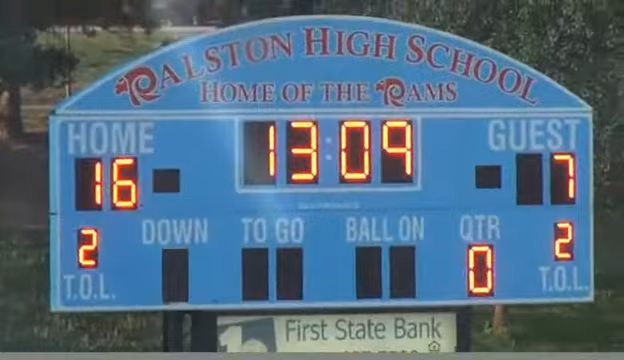 RALSTON HIGH SCHOOL
HOME OF THE RAMS
HOME 13:09 GUEST
16 7
2 DOWN TO GO BALL ON QTR 2
T.O.L. 0 T.O.L.
First State Bank